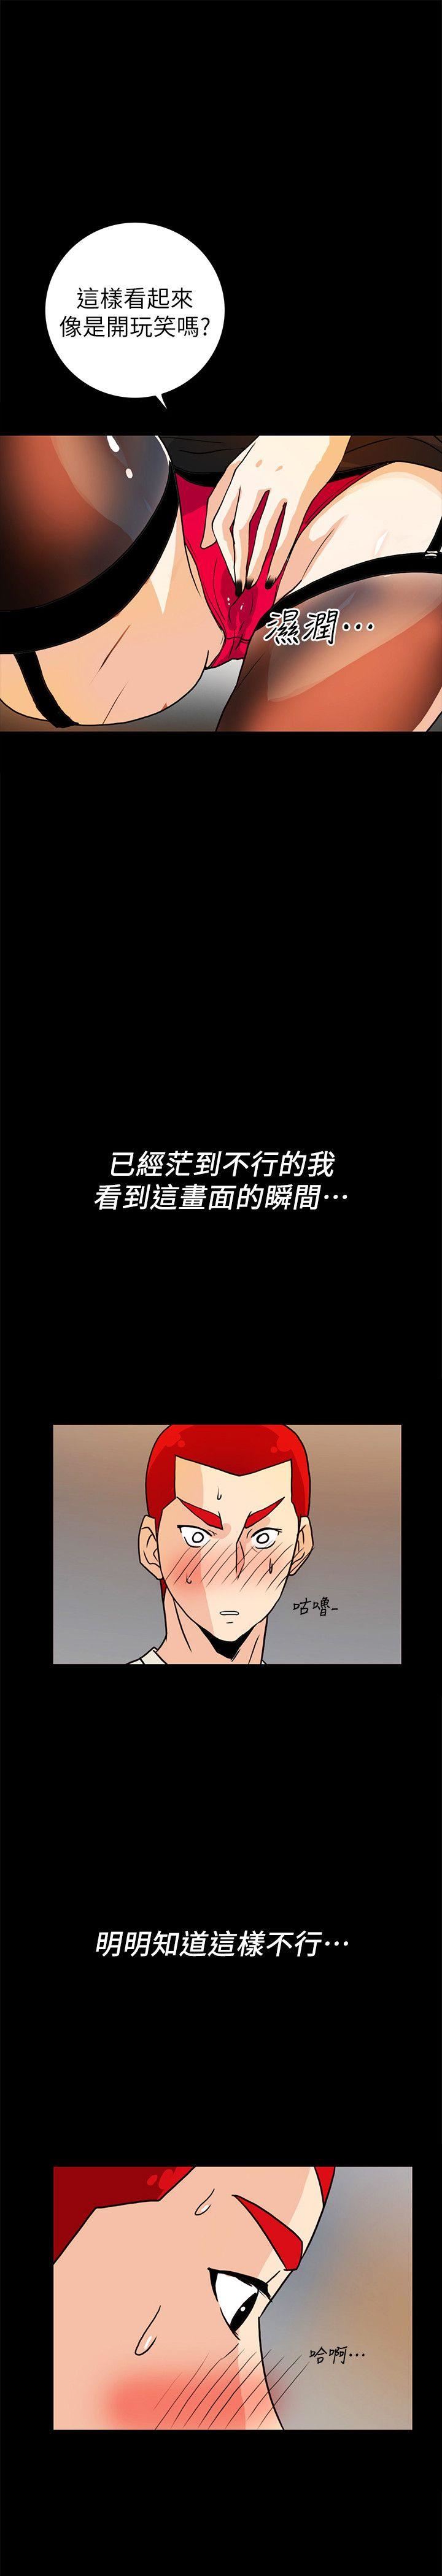 這樣看起來
像是開玩笑嗎?
濕潤…
已經茫到不行的我
看到這畫面的瞬間…
咕嚕-
明明知道這樣不行…
哈啊…